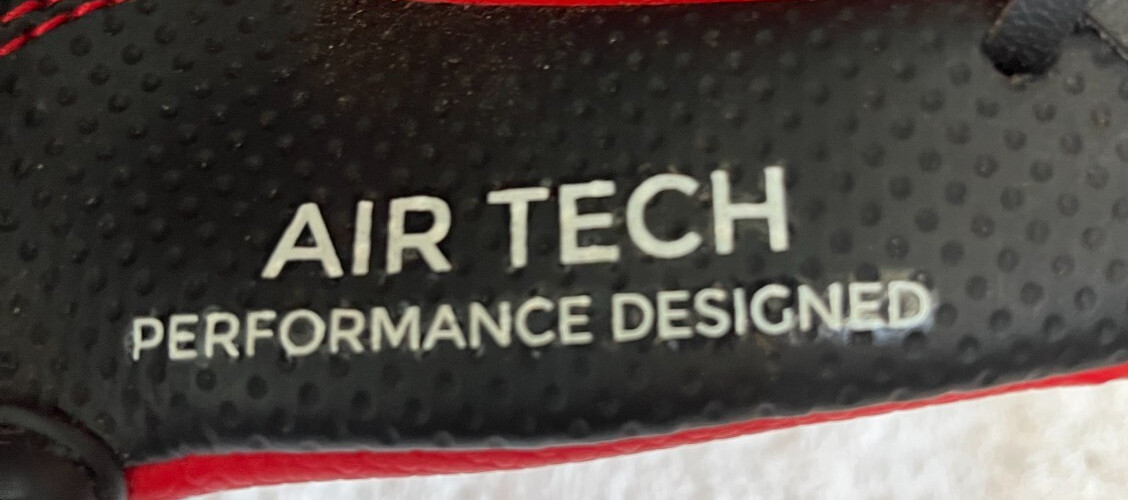 AIR TECH
PERFORMANCE DESIGNED